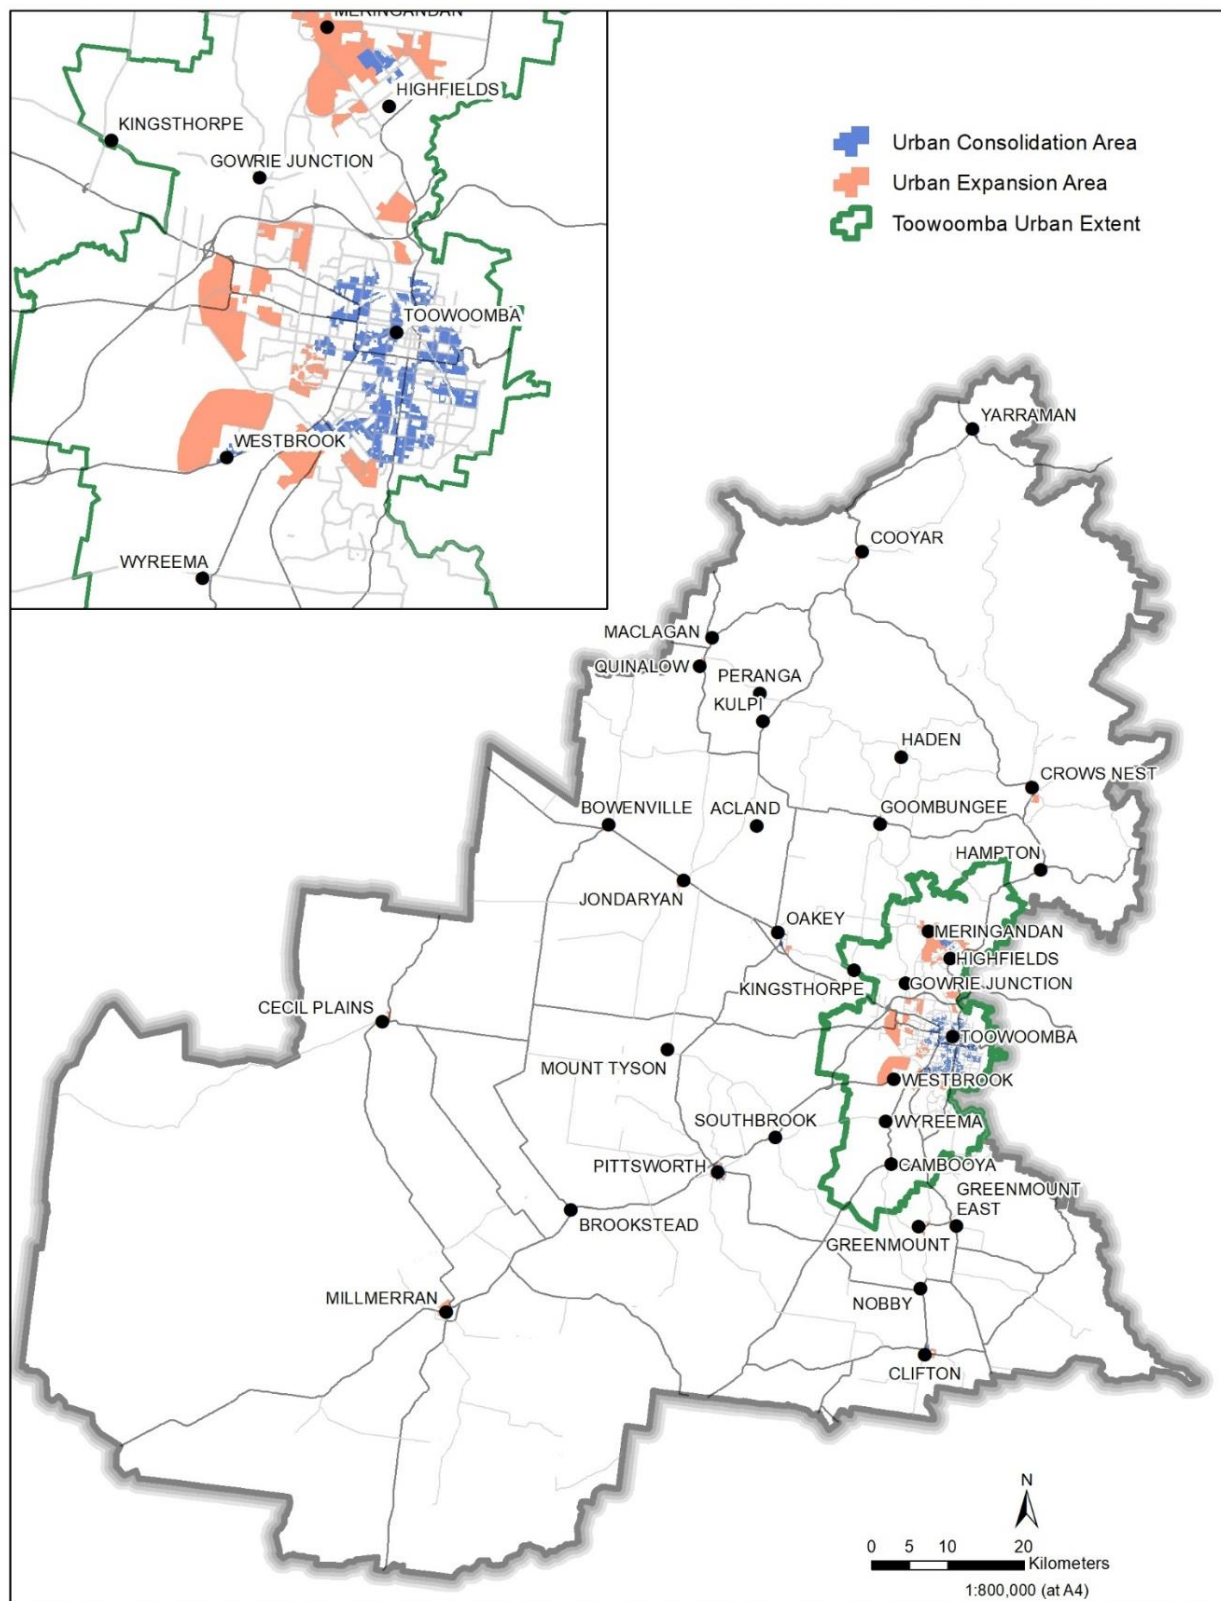 MERINGANDAN
HIGHFIELDS
KINGSTHORPE
GOWRIE JUNCTION
TOOWOOMBA
WESTBROOK
WYREEMA
Urban Consolidation Area
Urban Expansion Area
Toowoomba Urban Extent
YARRAMAN
COOYAR
MACLAGAN
QUINALOW
PERANGA
KULPI
HADEN
CROWS NEST
BOWENVILLE
ACLAND
GOOMBUNGEE
HAMPTON
JONDARYAN
OAKEY
MERINGANDAN
HIGHFIELDS
KINGSTHORPE
GOWRIE JUNCTION
CECIL PLAINS
TOOWOOMBA
MOUNT TYSON
WESTBROOK
SOUTHBROOK
WYREEMA
PITTSWORTH
CAMBOOYA
GREENMOUNT
EAST
BROOKSTEAD
GREENMOUNT
MILLMERRAN
NOBBY
CLIFTON
N
0 5 10 20
Kilometers
1:800,000 (at A4)